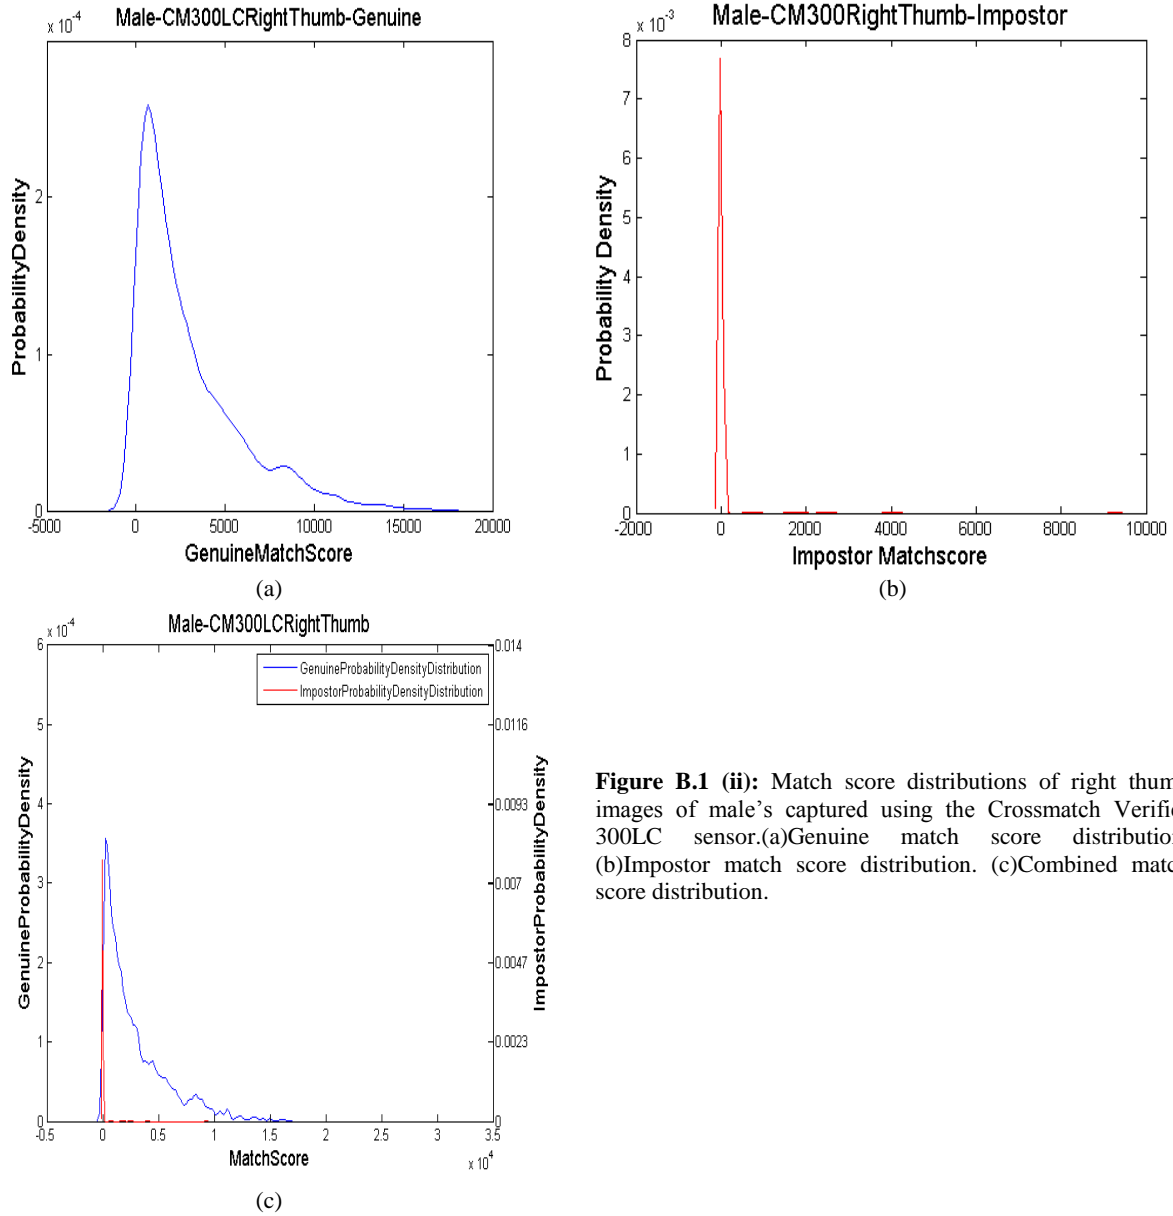 x 10⁻⁴
Male-CM300LCRightThumb-Genuine
ProbabilityDensity
2
1
0
-5000 0 5000 10000 15000 20000
GenuineMatchScore
(a)
Male-CM300RightThumb-Impostor
x 10⁻³
Probability Density
8
7
6
5
4
3
2
1
0
-2000 0 2000 4000 6000 8000 10000
Impostor Matchscore
(b)
Male-CM300LCRightThumb
x 10⁻⁴
GenuineProbabilityDensityDistribution
ImpostorProbabilityDensityDistribution
GenuineProbabilityDensity
6
5
4
3
2
1
0
ImpostorProbabilityDensity
0.014
0.0116
0.0093
0.007
0.0047
0.0023
0
-0.5 0 0.5 1 1.5 2 2.5 3 3.5
x 10⁴
MatchScore
(c)
Figure B.1 (ii): Match score distributions of right thum
images of male’s captured using the Crossmatch Verifie
300LC sensor.(a)Genuine match score distribution
(b)Impostor match score distribution. (c)Combined matc
score distribution.